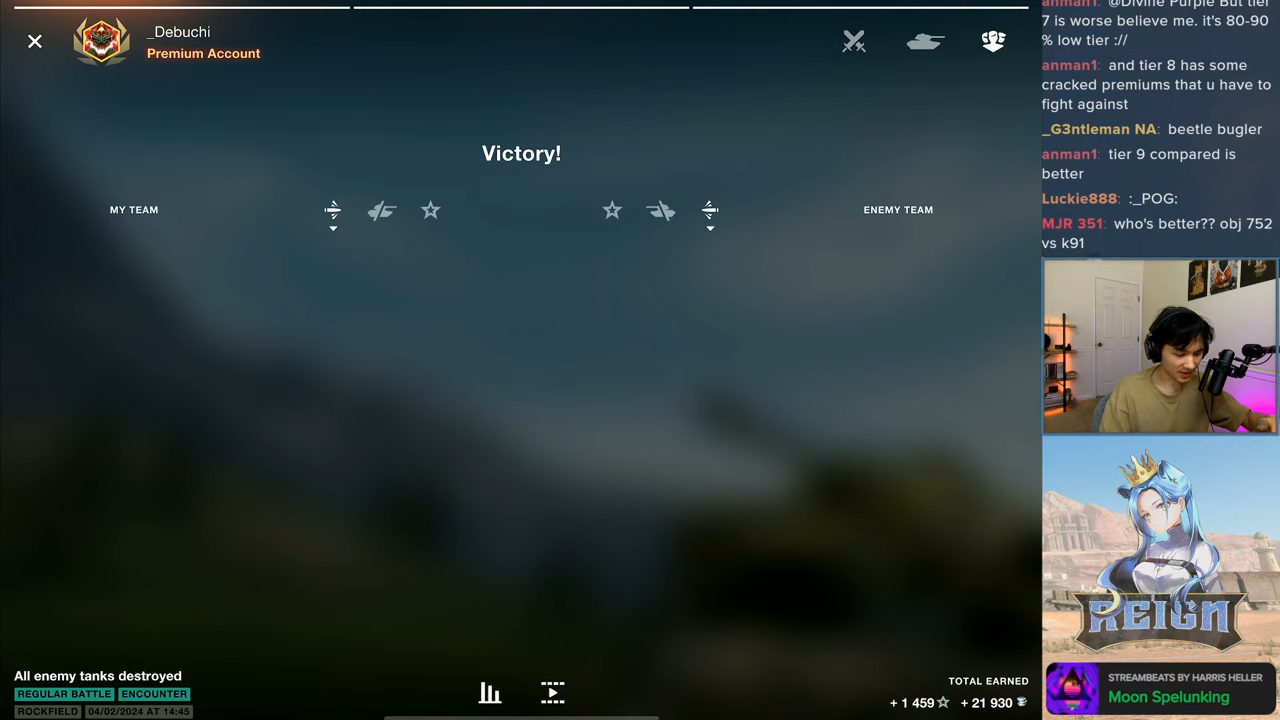 _Debuchi
Premium Account
Victory!
MY TEAM
ENEMY TEAM
All enemy tanks destroyed
REGULAR BATTLE ENCOUNTER
ROCKFIELD 04/02/2024 AT 14:45
TOTAL EARNED
+ 1 459 + 21 930
anman1: @Divine Purple But tier
7 is worse believe me. it's 80-90
% low tier ://
anman1: and tier 8 has some
cracked premiums that u have to
fight against
_G3ntleman NA: beetle bugler
anman1: tier 9 compared is
better
Luckie888: :_POG:
MJR 351: who's better?? obj 752
vs k91
REIGN
STREAMBEATS BY HARRIS HELLER
Moon Spelunking